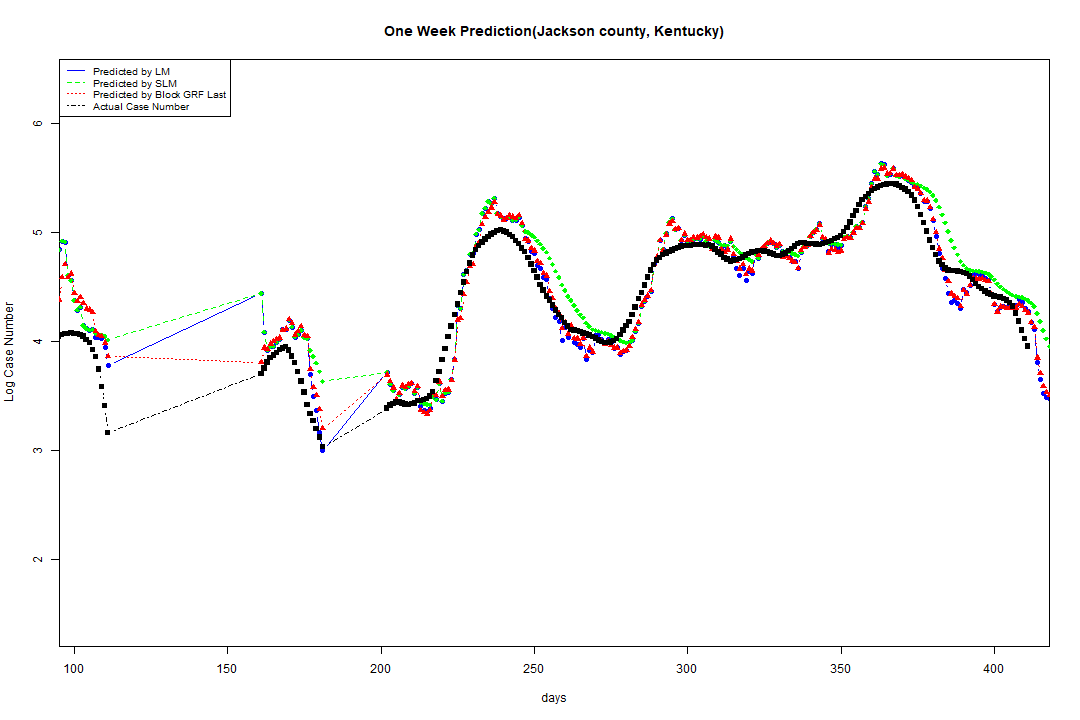 One Week Prediction(Jackson county, Kentucky)
Predicted by LM
Predicted by SLM
Predicted by Block GRF Last
Actual Case Number
Log Case Number
6
5
4
3
2
100 150 200 250 300 350 400
days